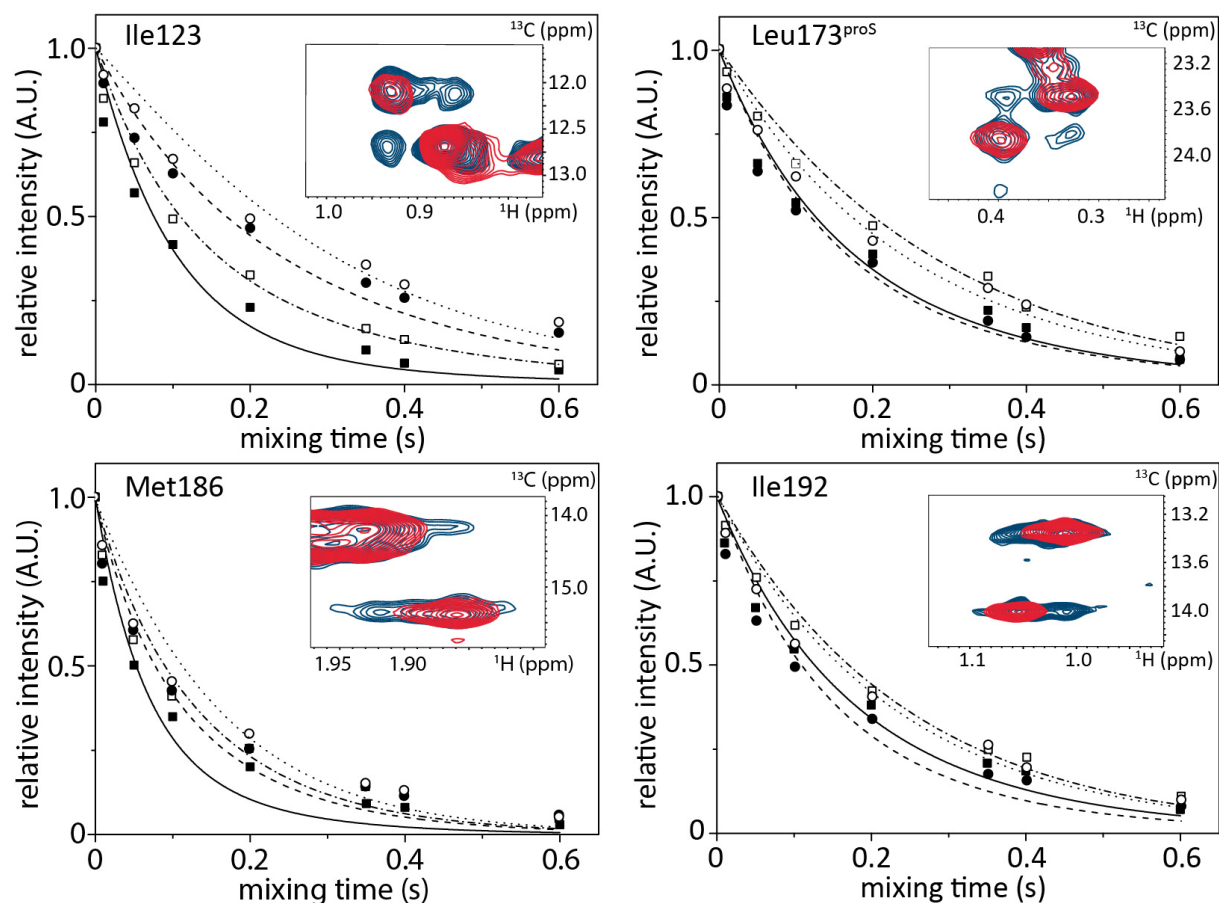 Ile123
¹³C (ppm)
1.0
12.0
12.5
13.0
1.0 0.9 ¹H (ppm)
0.5
0
0 0.2 0.4 0.6
relative intensity (A.U.)
mixing time (s)
Leu173ᵖʳᵒˢ
¹³C (ppm)
1.0
23.2
23.6
24.0
0.4 0.3 ¹H (ppm)
0.5
0
0 0.2 0.4 0.6
relative intensity (A.U.)
mixing time (s)
Met186
¹³C (ppm)
1.0
14.0
15.0
1.95 1.90 ¹H (ppm)
0.5
0
0 0.2 0.4 0.6
relative intensity (A.U.)
mixing time (s)
Ile192
¹³C (ppm)
1.0
13.2
13.6
14.0
1.1 1.0 ¹H (ppm)
0.5
0
0 0.2 0.4 0.6
relative intensity (A.U.)
mixing time (s)